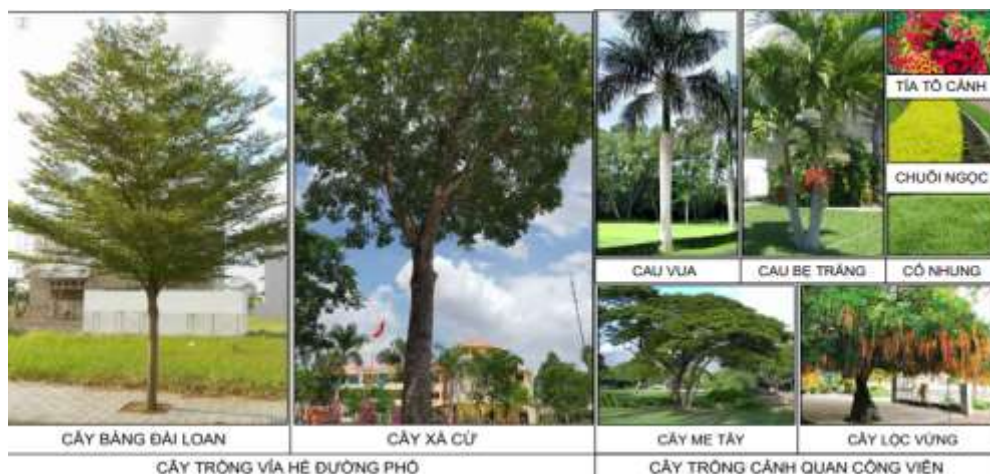 TÍA TÔ CẢNH
CHUỖI NGỌC
CAU VUA
CAU BẸ TRẮNG
CỎ NHUNG
CÂY BÀNG ĐÀI LOAN
CÂY XÀ CỪ
CÂY ME TÂY
CÂY LỘC VỪNG
CÂY TRỒNG VỈA HÈ ĐƯỜNG PHỐ
CÂY TRỒNG CẢNH QUAN CÔNG VIÊN